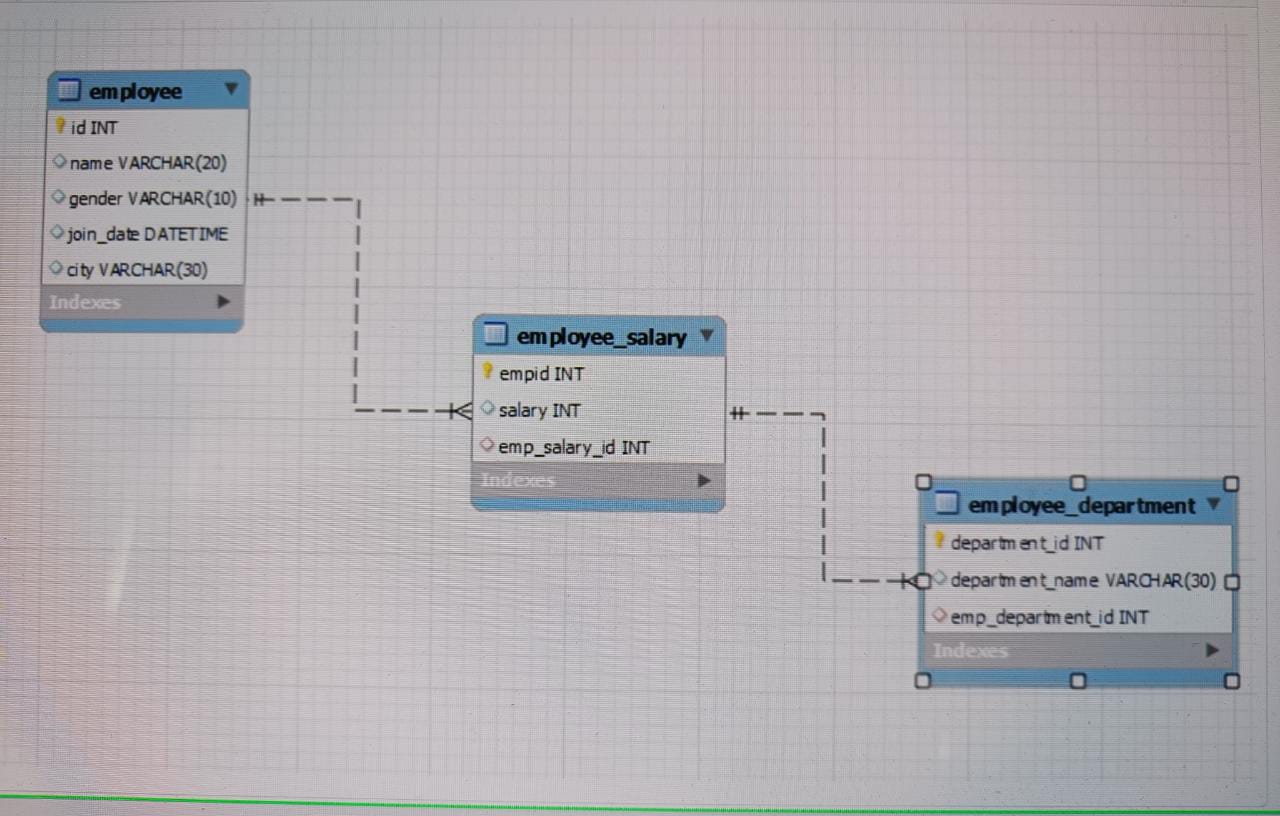 employee
id INT
name VARCHAR(20)
gender VARCHAR(10)
join_date DATETIME
city VARCHAR(30)
Indexes
employee_salary
empid INT
salary INT
emp_salary_id INT
Indexes
employee_department
department_id INT
department_name VARCHAR(30)
emp_department_id INT
Indexes